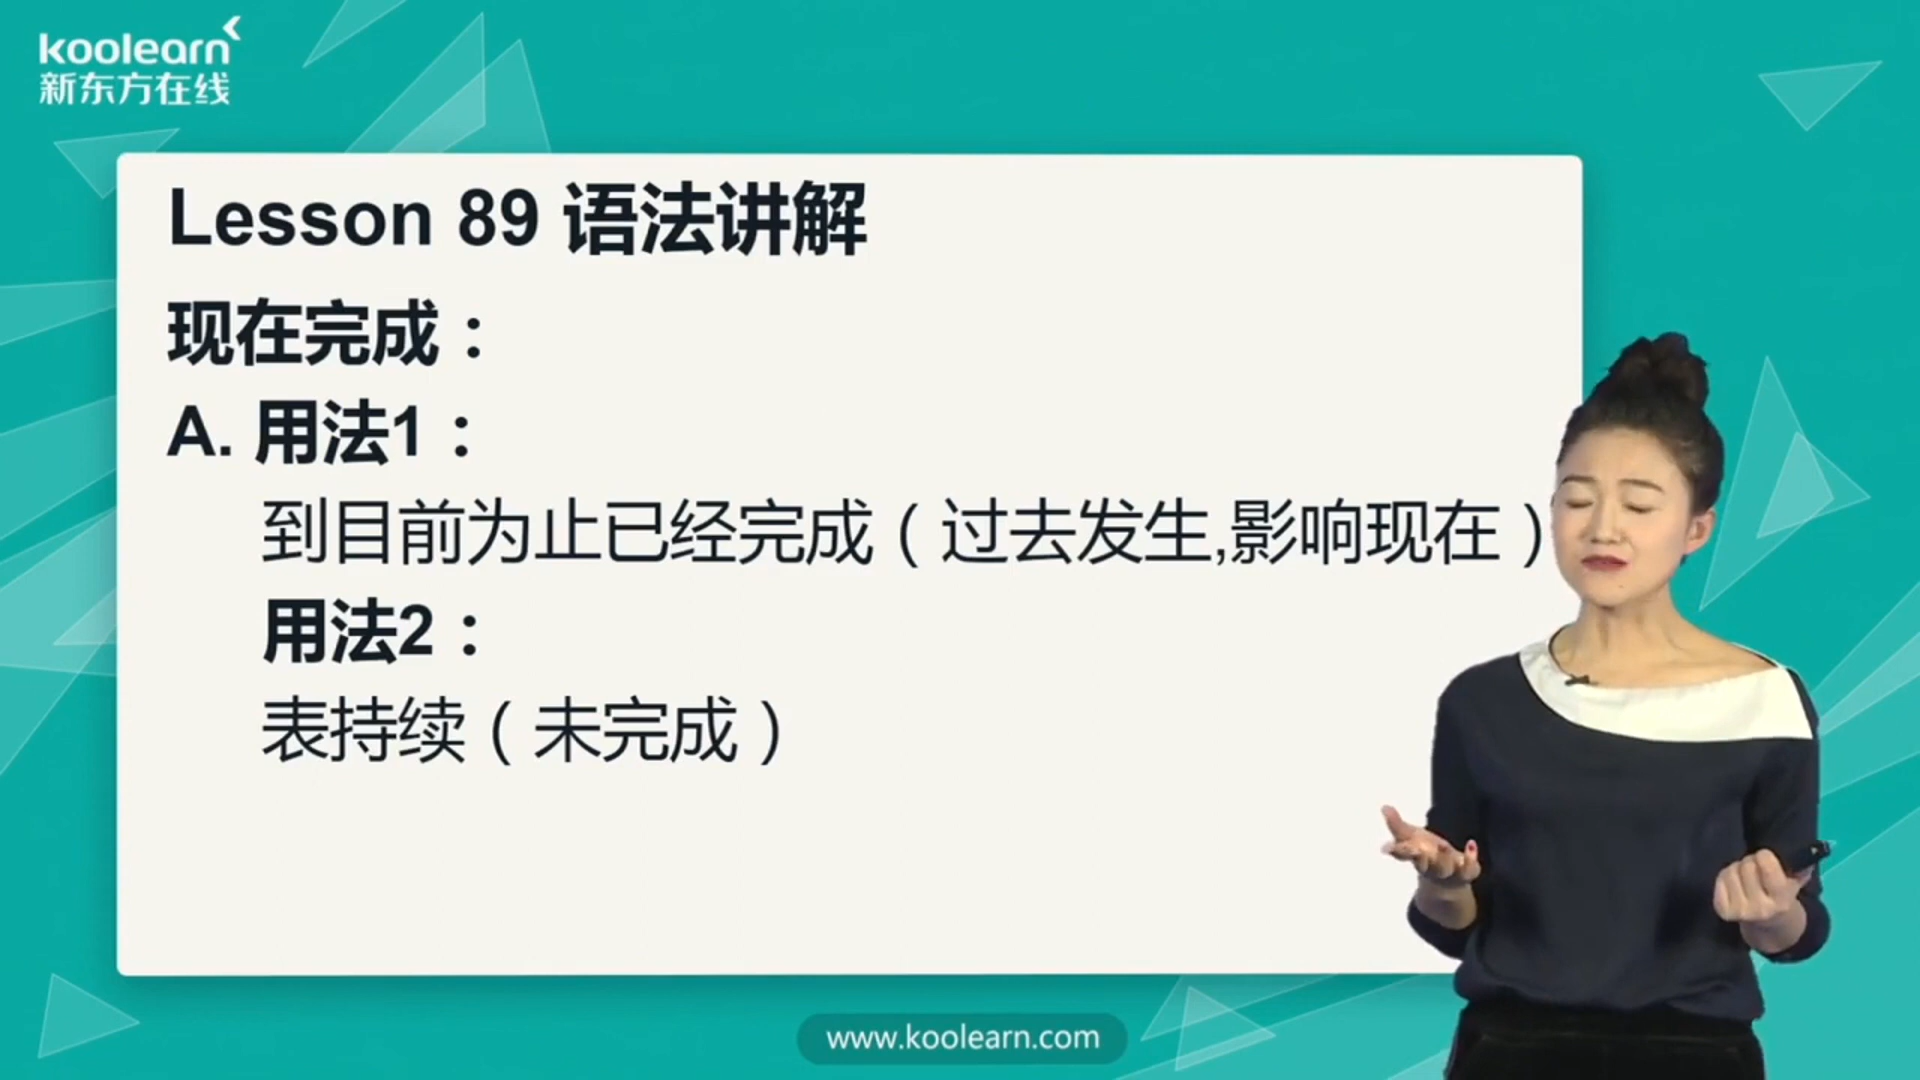 koolearn
新东方在线
Lesson 89 语法讲解
现在完成：
A. 用法1：
到目前为止已经完成（过去发生,影响现在）
用法2：
表持续（未完成）
www.koolearn.com